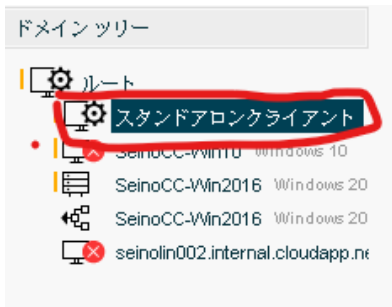 ドメイン ツリー
ルート
スタンドアロンクライアント
SeinoCC-Win10 Windows 10
SeinoCC-Win2016 Windows 20
SeinoCC-Win2016 Windows 20
seinolin002.internal.cloudapp.ne